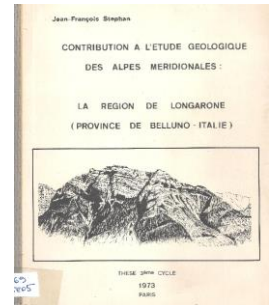 Jean-François Stephan
CONTRIBUTION A L'ETUDE GEOLOGIQUE
DES ALPES MERIDIONALES :
LA REGION DE LONGARONE
( PROVINCE DE BELLUNO - ITALIE )
THESE 3ème CYCLE
1973
PARIS